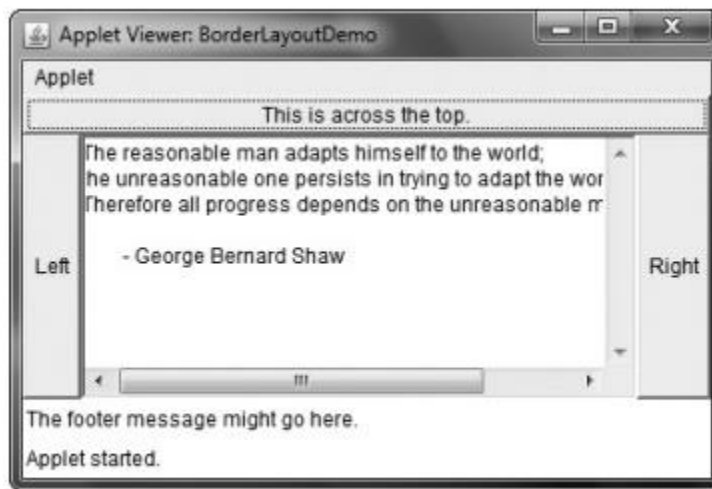 Applet Viewer: BorderLayoutDemo
Applet
This is across the top.
The reasonable man adapts himself to the world;
he unreasonable one persists in trying to adapt the wor
Therefore all progress depends on the unreasonable m
- George Bernard Shaw
Left
Right
The footer message might go here.
Applet started.